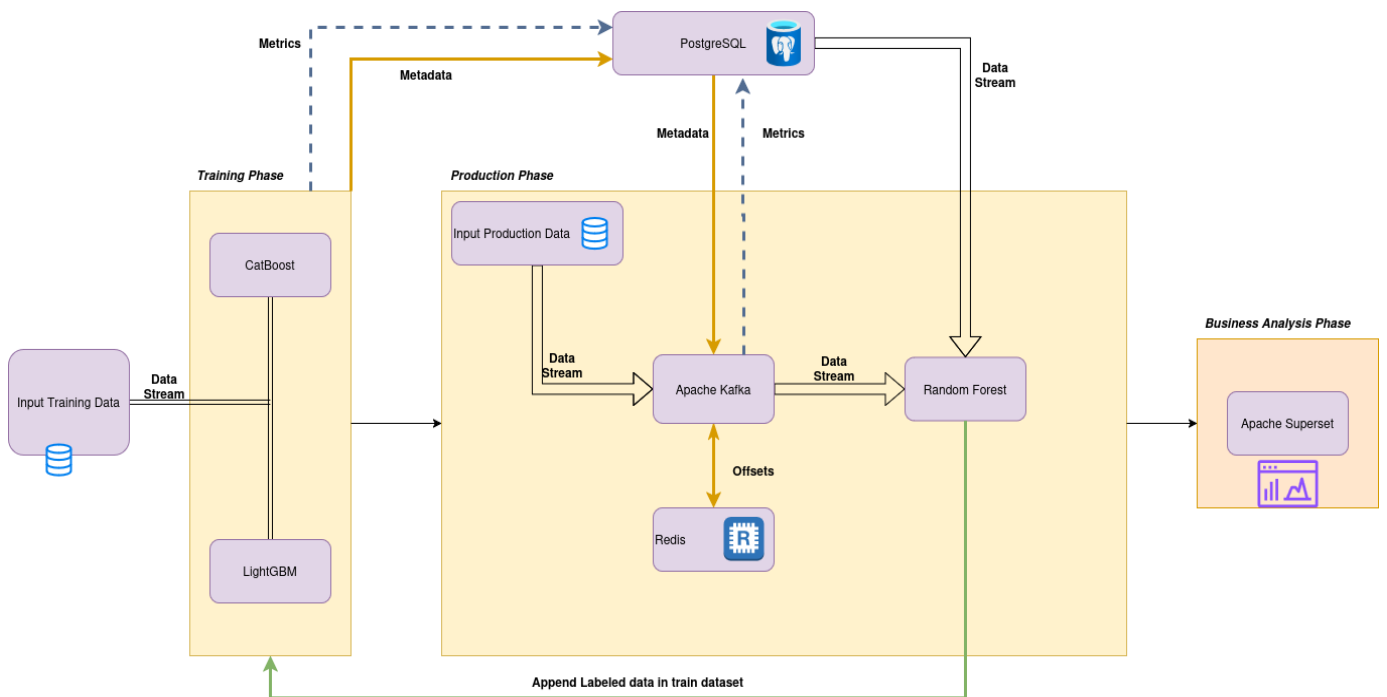 Metrics
PostgreSQL
Metadata
Data
Stream
Metadata
Metrics
Training Phase
Production Phase
Input Production Data
CatBoost
Business Analysis Phase
Data
Stream
Input Training Data
Data
Stream
Apache Kafka
Data
Stream
Random Forest
Apache Superset
Offsets
Redis
R
LightGBM
Append Labeled data in train dataset